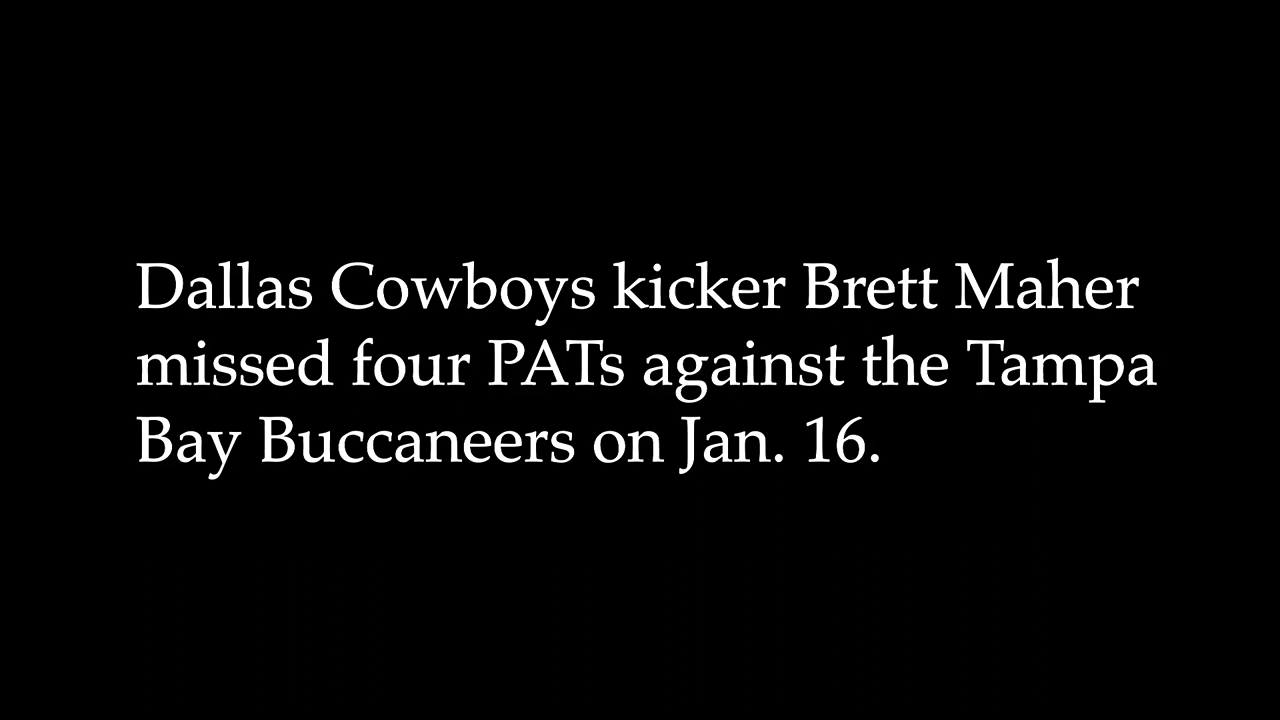 Dallas Cowboys kicker Brett Maher
missed four PATs against the Tampa
Bay Buccaneers on Jan. 16.